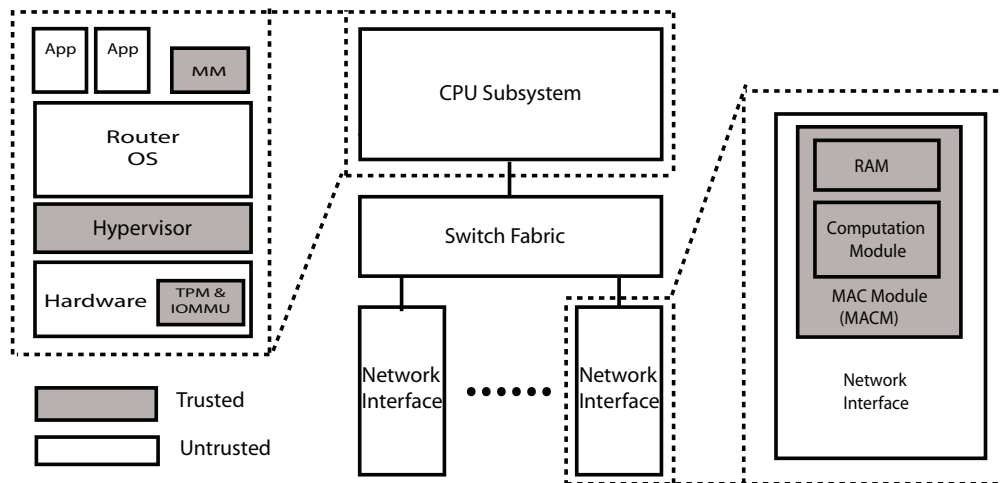 App
App
MM
Router
OS
Hypervisor
Hardware
TPM &
IOMMU
Trusted
Untrusted
CPU Subsystem
Switch Fabric
Network
Interface
Network
Interface
RAM
Computation
Module
MAC Module
(MACM)
Network
Interface